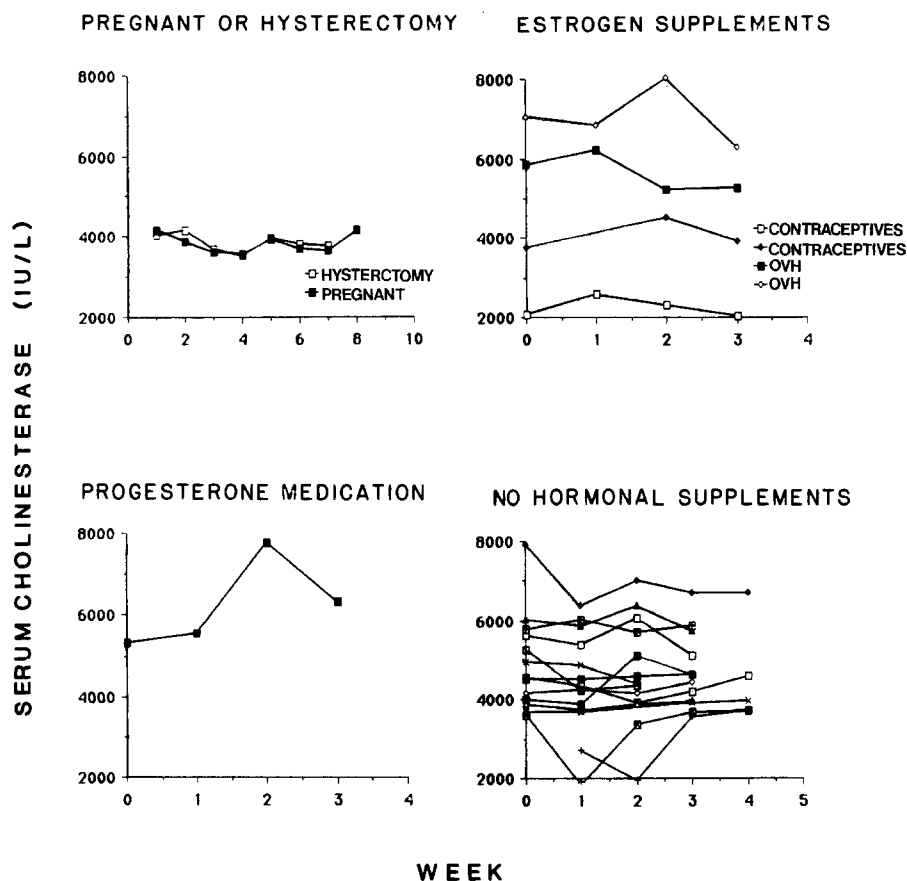 PREGNANT OR HYSTERECTOMY
8000
6000
4000
2000
0 2 4 6 8 10
HYSTERCTOMY
PREGNANT
ESTROGEN SUPPLEMENTS
8000
6000
4000
2000
0 1 2 3 4
CONTRACEPTIVES
CONTRACEPTIVES
OVH
OVH
SERUM CHOLINESTERASE (IU/L)
PROGESTERONE MEDICATION
8000
6000
4000
2000
0 1 2 3 4
NO HORMONAL SUPPLEMENTS
8000
6000
4000
2000
0 1 2 3 4 5
WEEK